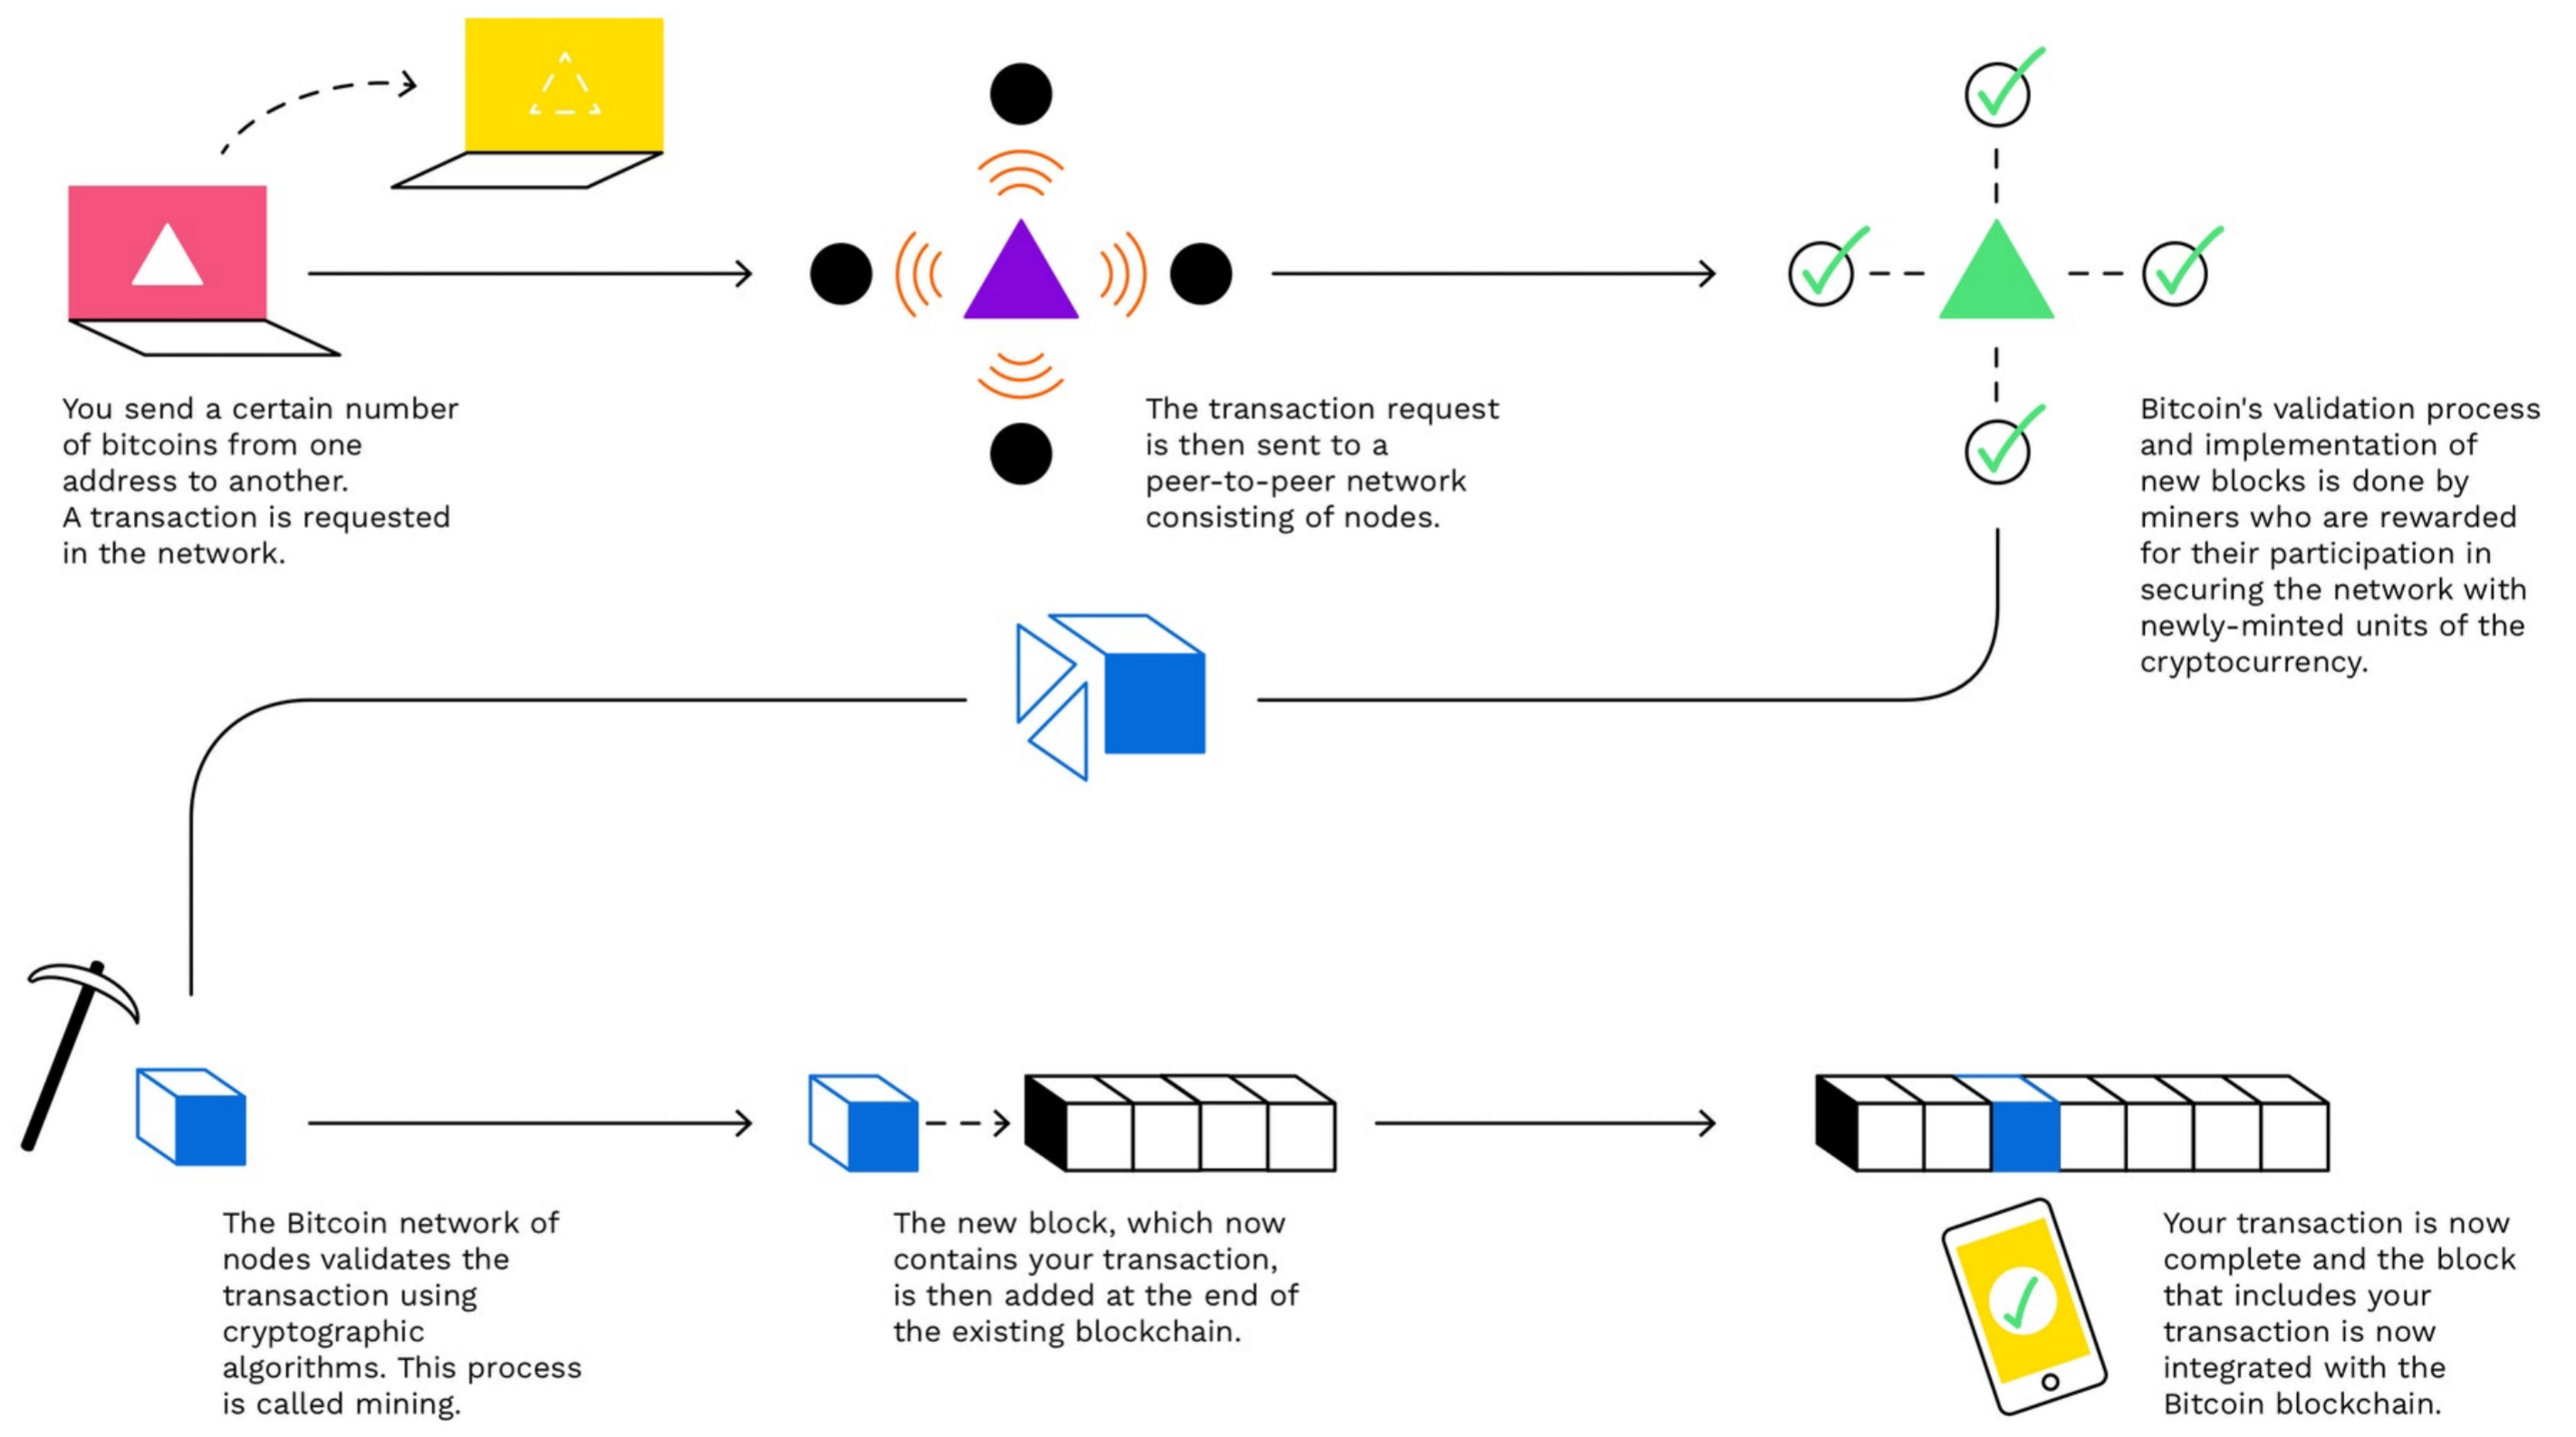 You send a certain number
of bitcoins from one
address to another.
A transaction is requested
in the network.
The transaction request
is then sent to a
peer-to-peer network
consisting of nodes.
Bitcoin's validation process
and implementation of
new blocks is done by
miners who are rewarded
for their participation in
securing the network with
newly-minted units of the
cryptocurrency.
The Bitcoin network of
nodes validates the
transaction using
cryptographic
algorithms. This process
is called mining.
The new block, which now
contains your transaction,
is then added at the end of
the existing blockchain.
Your transaction is now
complete and the block
that includes your
transaction is now
integrated with the
Bitcoin blockchain.